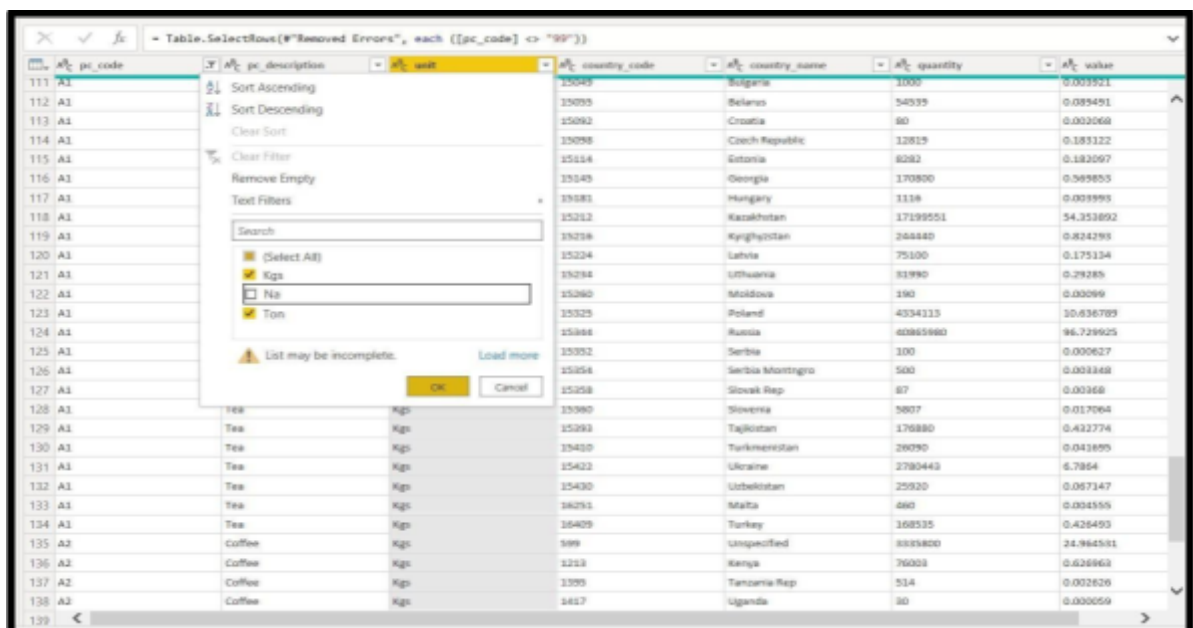 = Table.SelectRows(#"Removed Errors", each ([pc_code] <> "99"))
pc_code pc_description unit country_code country_name quantity value
111 A1 15049 Bulgaria 1000 0.003921
112 A1 15055 Belarus 54539 0.089491
113 A1 15092 Croatia 80 0.002068
114 A1 15098 Czech Republic 12819 0.183122
115 A1 15114 Estonia 8282 0.182097
116 A1 15145 Georgia 170800 0.569853
117 A1 15181 Hungary 1116 0.003993
118 A1 15212 Kazakhstan 17199551 54.353892
119 A1 15216 Kyrghyzstan 244440 0.824293
120 A1 15224 Latvia 75100 0.175134
121 A1 15234 Lithuania 31990 0.29285
122 A1 15260 Moldova 190 0.00099
123 A1 15325 Poland 4334113 10.636789
124 A1 15344 Russia 40865980 96.729925
125 A1 15352 Serbia 100 0.000627
126 A1 15354 Serbia Montngro 500 0.003348
127 A1 15358 Slovak Rep 87 0.00368
128 A1 Tea Kgs 15360 Slovenia 5807 0.017064
129 A1 Tea Kgs 15393 Tajikistan 176880 0.432774
130 A1 Tea Kgs 15410 Turkmenistan 26090 0.041695
131 A1 Tea Kgs 15422 Ukraine 2780443 6.7864
132 A1 Tea Kgs 15430 Uzbekistan 25920 0.067147
133 A1 Tea Kgs 16251 Malta 460 0.004555
134 A1 Tea Kgs 16409 Turkey 168535 0.426493
135 A2 Coffee Kgs 599 Unspecified 3335800 24.964531
136 A2 Coffee Kgs 1213 Kenya 76003 0.626963
137 A2 Coffee Kgs 1395 Tanzania Rep 514 0.002626
138 A2 Coffee Kgs 1417 Uganda 30 0.000059
139
Sort Ascending
Sort Descending
Clear Sort
Clear Filter
Remove Empty
Text Filters
Search
(Select All)
Kgs
Na
Ton
List may be incomplete. Load more
OK Cancel